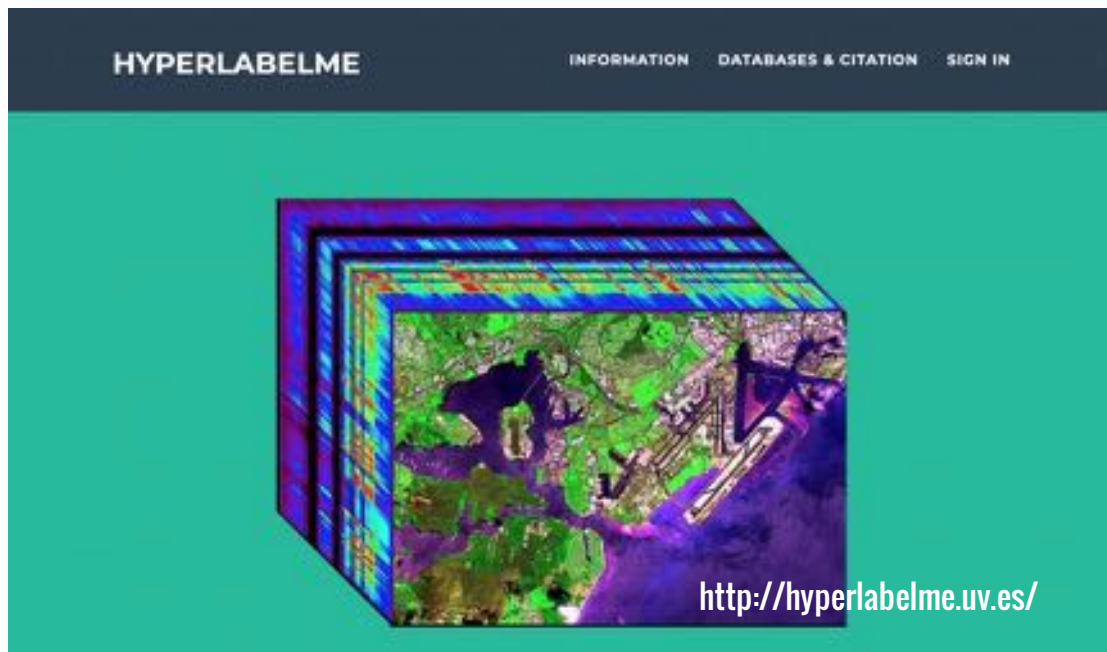 HYPERLABELME INFORMATION DATABASES & CITATION SIGN IN
http://hyperlabelme.uv.es/